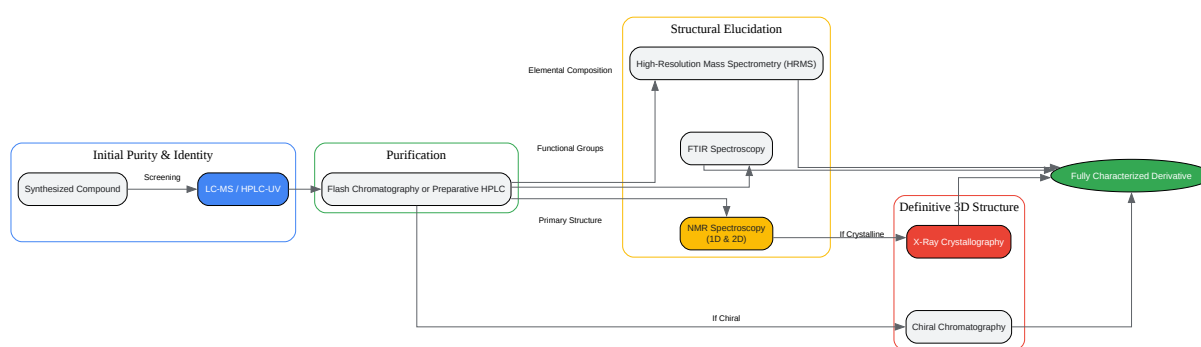 Structural Elucidation
High-Resolution Mass Spectrometry (HRMS)
Elemental Composition
Initial Purity & Identity
Purification
Functional Groups
FTIR Spectroscopy
Synthesized Compound
Screening
LC-MS / HPLC-UV
Flash Chromatography or Preparative HPLC
Fully Characterized Derivative
Primary Structure
NMR Spectroscopy
(1D & 2D)
If Crystalline
Definitive 3D Structure
X-Ray Crystallography
If Chiral
Chiral Chromatography